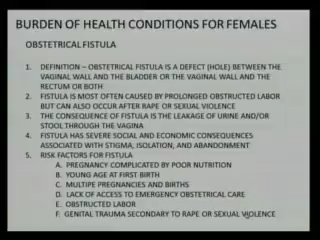 BURDEN OF HEALTH CONDITIONS FOR FEMALES
OBSTETRICAL FISTULA
1. DEFINITION – OBSTETRICAL FISTULA IS A DEFECT (HOLE) BETWEEN THE
VAGINAL WALL AND THE BLADDER OR THE VAGINAL WALL AND THE
RECTUM OR BOTH
2. FISTULA IS MOST OFTEN CAUSED BY PROLONGED OBSTRUCTED LABOR
BUT CAN ALSO OCCUR AFTER RAPE OR SEXUAL VIOLENCE
3. THE CONSEQUENCE OF FISTULA IS THE LEAKAGE OF URINE AND/OR
STOOL THROUGH THE VAGINA
4. FISTULA HAS SEVERE SOCIAL AND ECONOMIC CONSEQUENCES
ASSOCIATED WITH STIGMA, ISOLATION, AND ABANDONMENT
5. RISK FACTORS FOR FISTULA
A. PREGNANCY COMPLICATED BY POOR NUTRITION
B. YOUNG AGE AT FIRST BIRTH
C. MULTIPE PREGNANCIES AND BIRTHS
D. LACK OF ACCESS TO EMERGENCY OBSTETRICAL CARE
E. OBSTRUCTED LABOR
F. GENITAL TRAUMA SECONDARY TO RAPE OR SEXUAL VIOLENCE